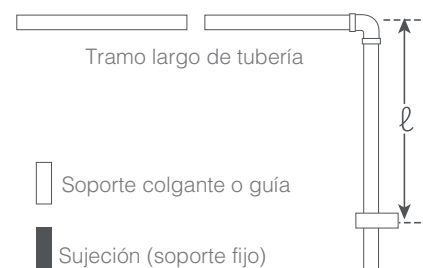 Tramo largo de tubería
ℓ
Soporte colgante o guía
Sujeción (soporte fijo)